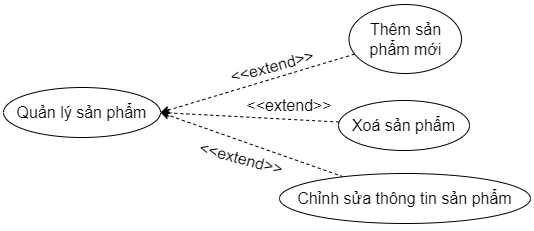 Thêm sản
phẩm mới
<<extend>>
Quản lý sản phẩm
<<extend>>
Xoá sản phẩm
<<extend>>
Chỉnh sửa thông tin sản phẩm